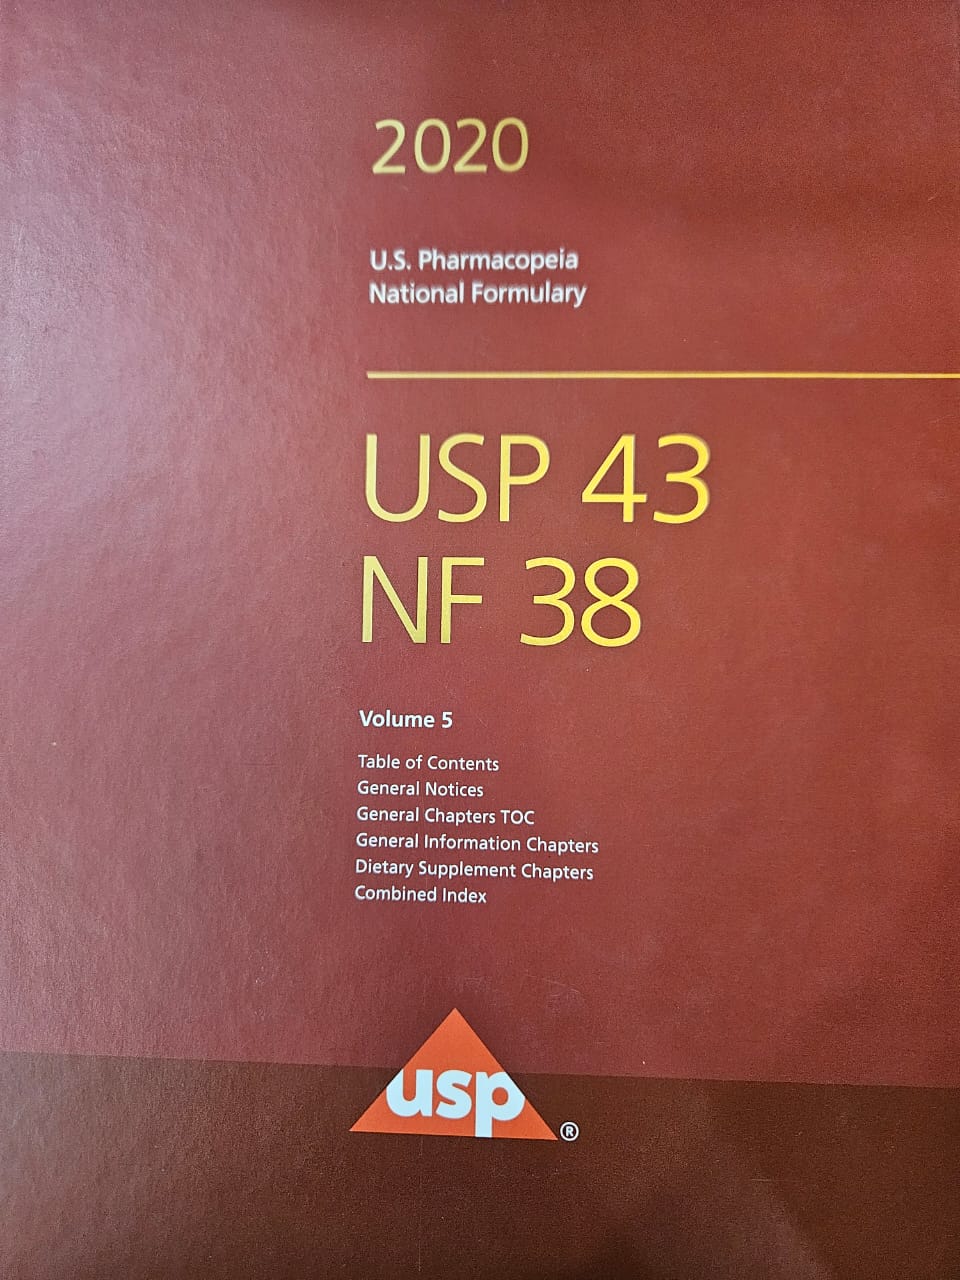 2020
U.S. Pharmacopeia
National Formulary
USP 43
NF 38
Volume 5
Table of Contents
General Notices
General Chapters TOC
General Information Chapters
Dietary Supplement Chapters
Combined Index
usp®